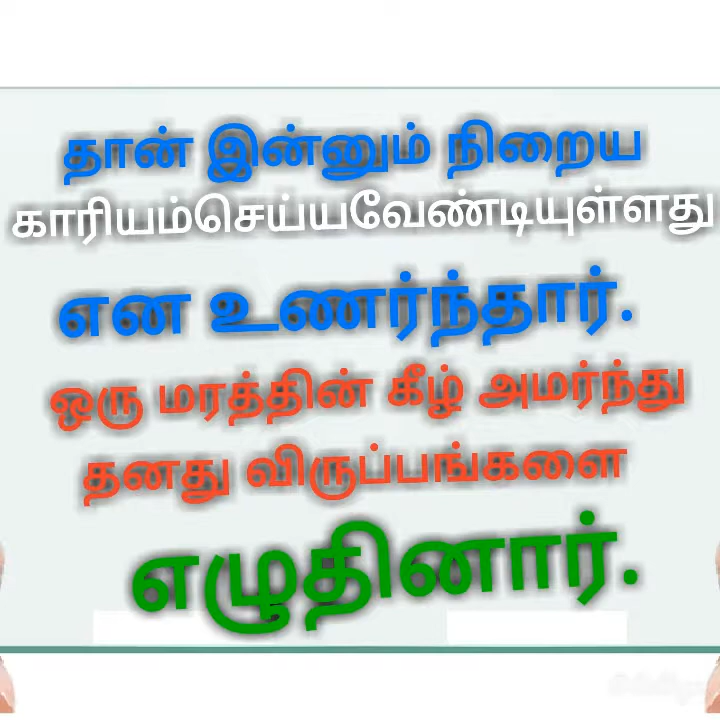 தான் இன்னும் நிறைய
காரியம்செய்யவேண்டியுள்ளது
என உணர்ந்தார்.
ஒரு மரத்தின் கீழ் அமர்ந்து
தனது விருப்பங்களை
எழுதினார்.